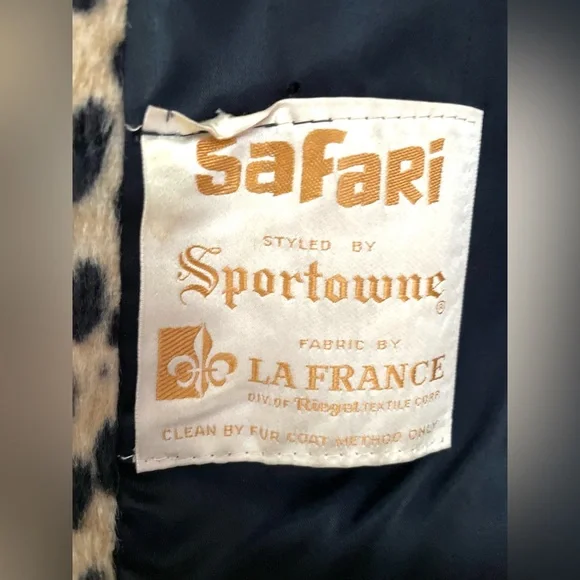 Safari
STYLED BY
Sportowne®
FABRIC BY
LA FRANCE
DIV. OF Riegel TEXTILE CORP.
CLEAN BY FUR COAT METHOD ONLY